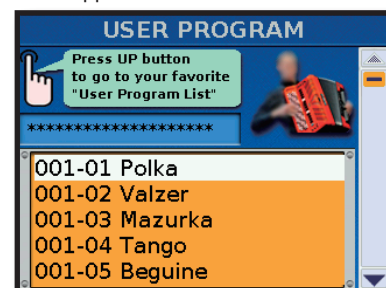 USER PROGRAM
Press UP button
to go to your favorite
"User Program List"
********************
001-01 Polka
001-02 Valzer
001-03 Mazurka
001-04 Tango
001-05 Beguine